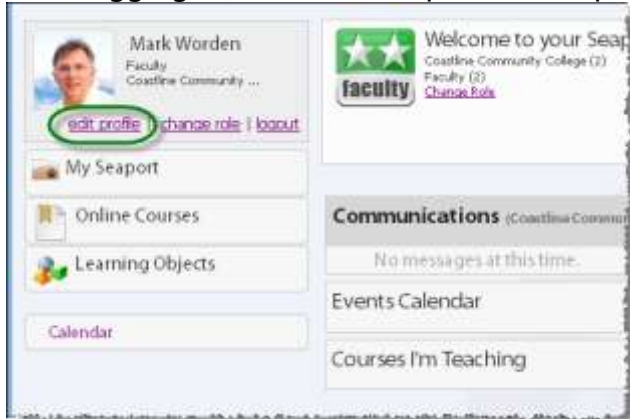 Mark Worden
Faculty
Coastline Community ...
edit profile | change role | logout
My Seaport
Online Courses
Learning Objects
Calendar
faculty
Welcome to your Seap
Coastline Community College (2)
Faculty (2)
Change Role
Communications (Coastline Commun
No messages at this time.
Events Calendar
Courses I'm Teaching